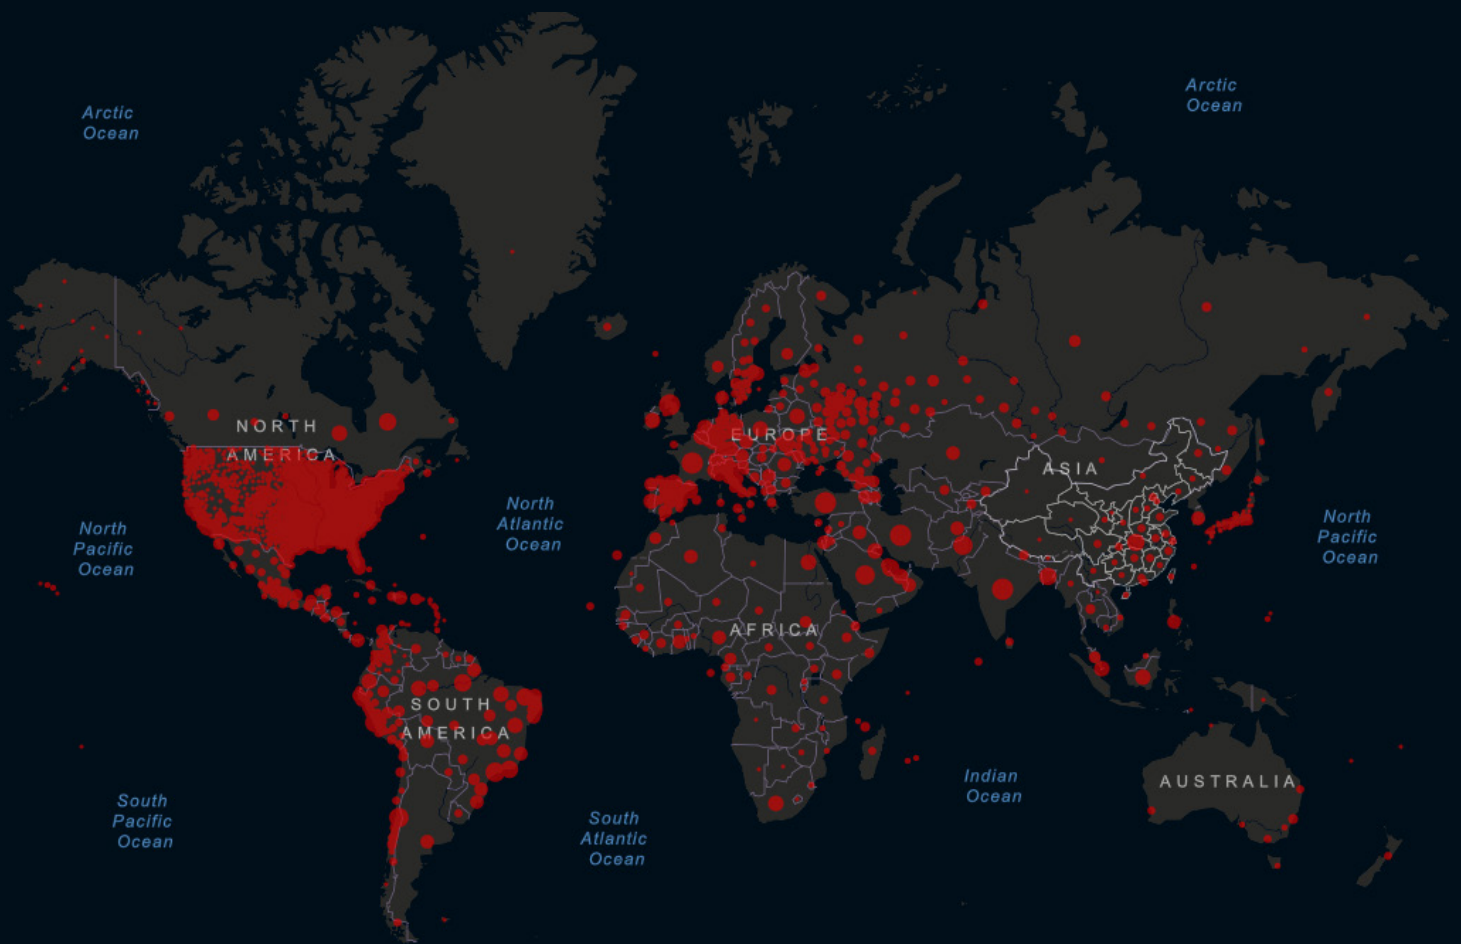 Arctic
Ocean
Arctic
Ocean
NORTH
AMERICA
EUROPE
ASIA
North
Pacific
Ocean
North
Atlantic
Ocean
North
Pacific
Ocean
AFRICA
SOUTH
AMERICA
Indian
Ocean
AUSTRALIA
South
Pacific
Ocean
South
Atlantic
Ocean